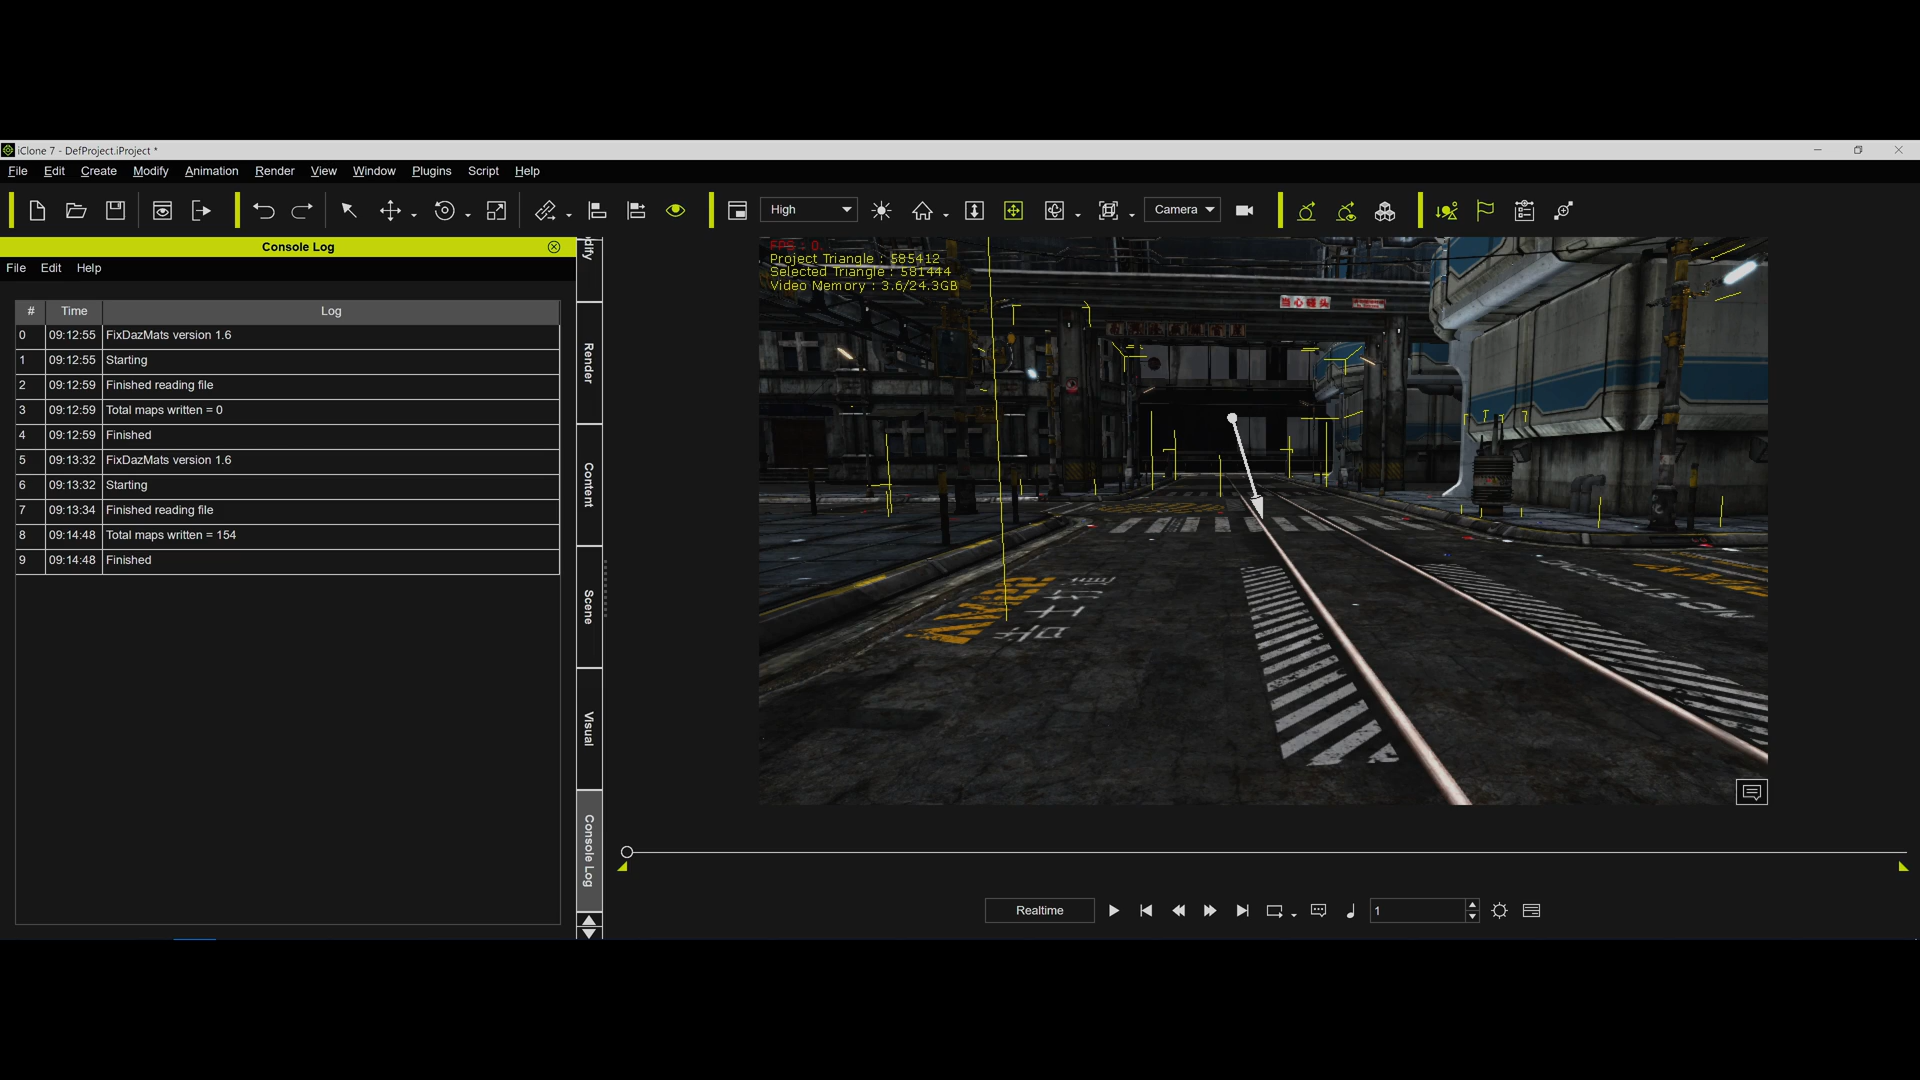 iClone 7 - DefProject.iProject *
File Edit Create Modify Animation Render View Window Plugins Script Help
High
Camera
Console Log
File Edit Help
# Time Log
0 09:12:55 FixDazMats version 1.6
1 09:12:55 Starting
2 09:12:59 Finished reading file
3 09:12:59 Total maps written = 0
4 09:12:59 Finished
5 09:13:32 FixDazMats version 1.6
6 09:13:32 Starting
7 09:13:34 Finished reading file
8 09:14:48 Total maps written = 154
9 09:14:48 Finished
dify
Render
Content
Scene
Visual
Console Log
FPS : 0.
Project Triangle : 585412
Selected Triangle : 581444
Video Memory : 3.6/24.3GB
Realtime
1